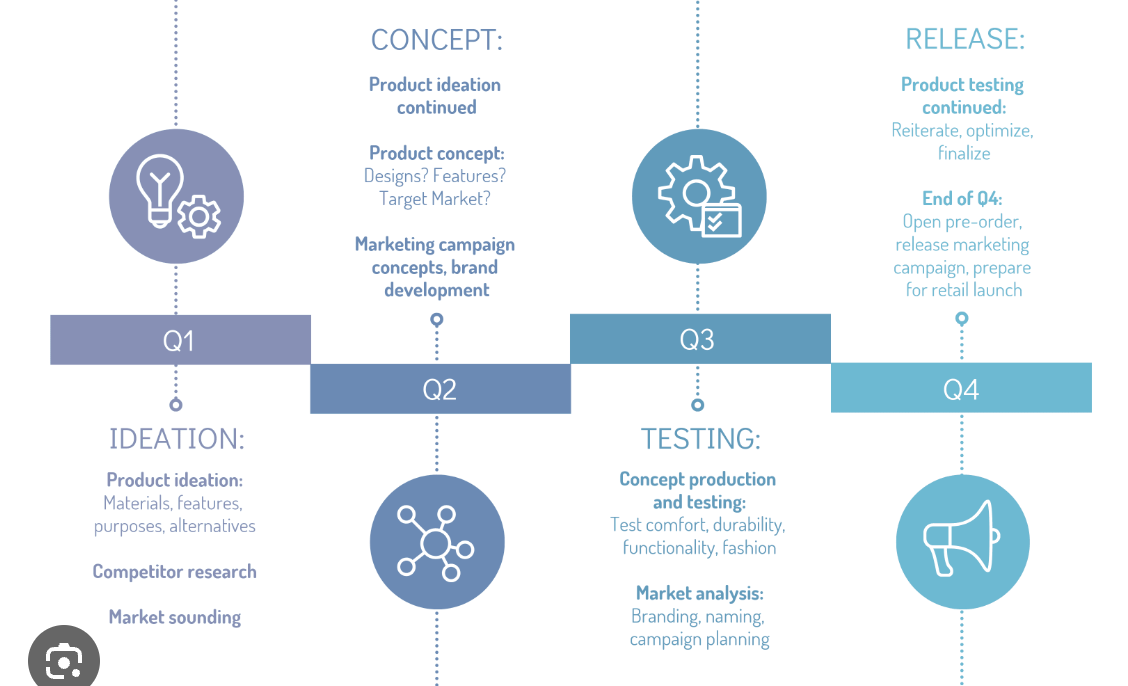 Q1
IDEATION:
Product ideation:
Materials, features,
purposes, alternatives
Competitor research
Market sounding
CONCEPT:
Product ideation
continued
Product concept:
Designs? Features?
Target Market?
Marketing campaign
concepts, brand
development
Q2
Q3
TESTING:
Concept production
and testing:
Test comfort, durability,
functionality, fashion
Market analysis:
Branding, naming,
campaign planning
RELEASE:
Product testing
continued:
Reiterate, optimize,
finalize
End of Q4:
Open pre-order,
release marketing
campaign, prepare
for retail launch
Q4